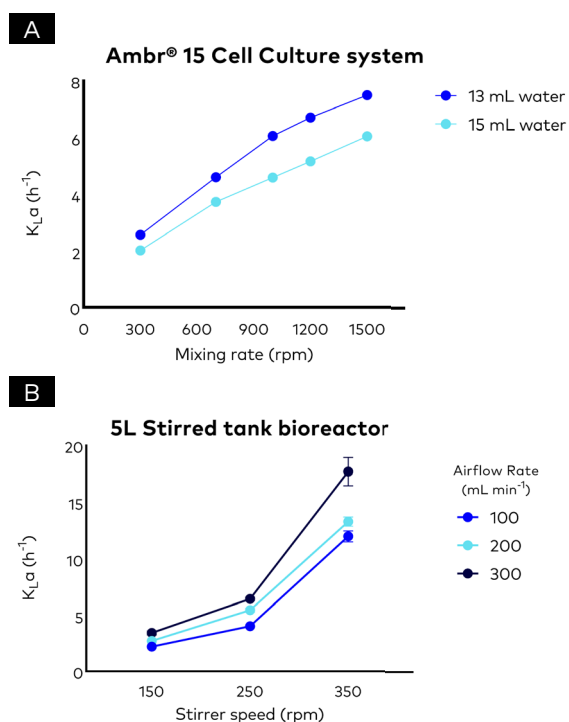 A
Ambr® 15 Cell Culture system
8
6
4
2
0
K_L a (h⁻¹)
0 300 600 900 1200 1500
Mixing rate (rpm)
13 mL water
15 mL water
B
5L Stirred tank bioreactor
20
15
10
5
0
K_L a (h⁻¹)
150 250 350
Stirrer speed (rpm)
Airflow Rate
(mL min⁻¹)
100
200
300